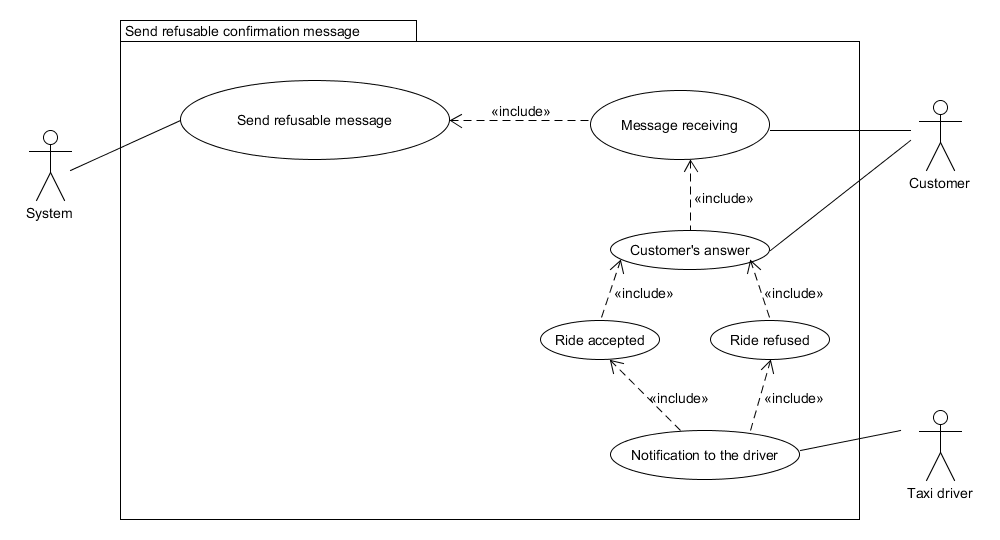 Send refusable confirmation message
Send refusable message
«include»
Message receiving
System
Customer
«include»
Customer's answer
«include»
«include»
Ride accepted
Ride refused
«include»
«include»
Notification to the driver
Taxi driver